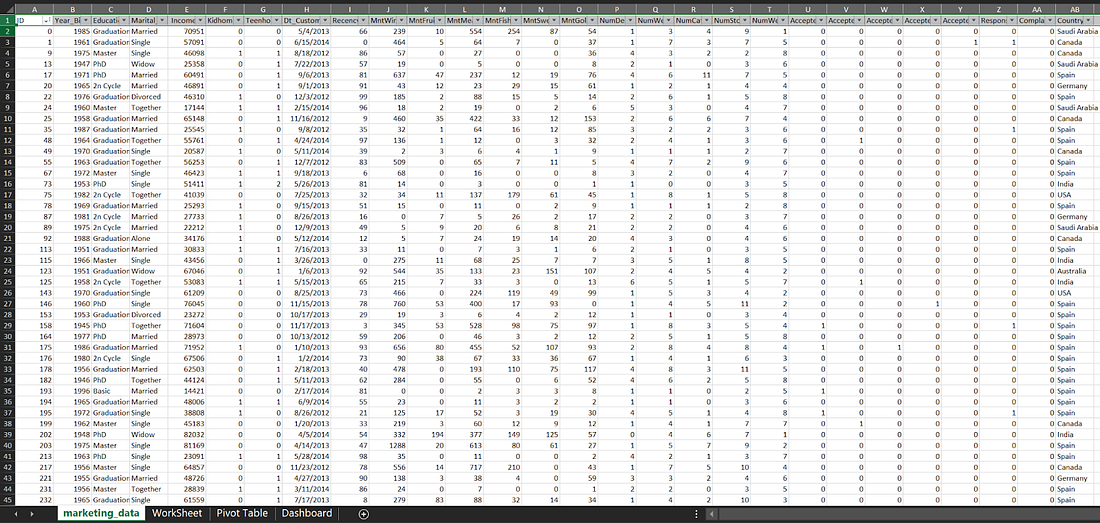 A B C D E F G H I J K L M N O P Q R S T U V W X Y Z AA AB
1 ID Year_Bi Educati Marital Income Kidhom Teenho Dt_Custom Recenc MntWin MntFrui MntMea MntFish MntSwe MntGol NumDe NumWe NumCa NumSto NumWe Accepte Accepte Accepte Accepte Accepte Respon Compla Country
2 0 1985 Graduation Married 70951 0 0 5/4/2013 66 239 10 554 254 87 54 1 3 4 9 1 0 0 0 0 0 0 0 Saudi Arabia
3 1 1961 Graduation Single 57091 0 0 6/15/2014 0 464 5 64 7 0 37 1 7 3 7 5 0 0 0 0 1 1 0 Canada
4 9 1975 Master Single 46098 1 1 8/18/2012 86 57 0 27 0 0 36 4 3 2 2 8 0 0 0 0 0 0 0 Canada
5 13 1947 PhD Widow 25358 0 1 7/22/2013 57 19 0 5 0 0 8 2 1 0 3 6 0 0 0 0 0 0 0 Saudi Arabia
6 17 1971 PhD Married 60491 0 1 9/6/2013 81 637 47 237 12 19 76 4 6 11 7 5 0 0 0 0 0 0 0 Spain
7 20 1965 2n Cycle Married 46891 0 1 9/1/2013 91 43 12 23 29 15 61 1 2 1 4 4 0 0 0 0 0 0 0 Germany
8 22 1976 Graduation Divorced 46310 1 0 12/3/2012 99 185 2 88 15 5 14 2 6 1 5 8 0 0 0 0 0 0 0 Spain
9 24 1960 Master Together 17144 1 1 2/15/2014 96 18 2 19 0 2 6 5 3 0 4 7 0 0 0 0 0 0 0 Saudi Arabia
10 25 1958 Graduation Married 65148 0 1 11/16/2012 9 460 35 422 33 12 153 2 6 6 7 4 0 0 0 0 0 0 0 Canada
11 35 1987 Graduation Married 25545 1 0 9/8/2012 35 32 1 64 16 12 85 3 2 2 3 6 0 0 0 0 0 1 0 Spain
12 48 1964 Graduation Together 55761 0 1 4/24/2014 97 136 1 12 0 3 32 2 4 1 3 6 0 1 0 0 0 0 0 Spain
13 49 1970 Graduation Single 20587 1 0 5/11/2014 39 2 3 6 4 1 9 1 1 1 2 7 0 0 0 0 0 0 0 Canada
14 55 1963 Graduation Together 56253 0 1 12/7/2012 83 509 0 65 7 11 5 4 7 2 9 6 0 0 0 0 0 0 0 Spain
15 67 1972 Master Single 46423 1 1 9/18/2012 6 68 0 16 0 0 8 3 2 0 4 7 0 0 0 0 0 0 0 Spain
16 73 1953 PhD Single 51411 1 2 5/26/2013 81 14 0 3 0 0 1 1 0 0 3 5 0 0 0 0 0 0 0 India
17 75 1982 2n Cycle Together 41039 0 0 7/25/2013 32 34 11 137 179 61 45 1 8 1 5 8 0 0 0 0 0 0 0 USA
18 78 1969 Graduation Married 25293 1 0 9/15/2013 51 15 0 11 0 2 9 1 1 1 2 8 0 0 0 0 0 0 0 Spain
19 87 1981 2n Cycle Married 27733 1 0 8/26/2013 16 0 7 5 26 2 17 2 2 0 3 7 0 0 0 0 0 0 0 Germany
20 89 1975 2n Cycle Married 22212 1 0 12/9/2013 49 5 9 20 6 8 21 2 2 0 4 6 0 0 0 0 0 0 0 Saudi Arabia
21 92 1988 Graduation Alone 34176 1 0 5/12/2014 12 5 7 24 19 14 20 4 3 0 4 6 0 0 0 0 0 0 0 Canada
22 113 1951 Graduation Married 30833 1 1 7/16/2013 33 11 0 7 3 1 6 2 1 0 3 5 0 0 0 0 0 0 0 Spain
23 115 1966 Master Single 43456 0 1 3/26/2013 0 275 11 68 25 7 7 3 5 1 8 5 0 0 0 0 0 0 0 India
24 123 1951 Graduation Widow 67046 0 1 1/6/2013 92 544 35 133 23 151 107 2 4 5 4 2 0 0 0 0 0 0 0 Australia
25 125 1958 2n Cycle Together 53083 1 1 5/15/2013 65 215 7 33 3 0 13 6 5 1 5 7 0 1 0 0 0 0 0 India
26 143 1970 Graduation Single 61209 0 0 8/25/2013 73 466 0 224 119 49 99 1 5 3 4 2 0 0 0 0 0 0 0 USA
27 146 1960 PhD Single 76045 0 1 11/15/2013 78 760 53 400 17 93 0 1 4 5 11 2 0 0 0 1 0 0 0 Spain
28 153 1953 Graduation Divorced 23272 1 0 10/17/2013 29 19 3 6 4 2 12 1 1 0 3 4 0 0 0 0 0 0 0 Spain
29 158 1945 PhD Together 71604 0 0 11/17/2013 3 345 53 528 98 75 97 1 8 3 5 4 1 0 0 0 0 1 0 Spain
30 164 1977 PhD Married 28973 0 0 10/13/2012 59 206 0 46 3 2 12 2 5 1 5 8 0 0 0 0 0 0 0 Spain
31 175 1986 Graduation Married 71952 1 0 1/10/2013 93 656 80 455 52 107 93 2 8 4 8 4 1 0 1 0 0 0 0 Spain
32 176 1980 2n Cycle Single 67506 0 1 1/2/2014 73 90 38 67 33 36 67 1 4 1 6 3 0 0 0 0 0 0 0 Spain
33 178 1956 Master Married 62503 1 0 2/18/2014 40 478 0 193 110 75 117 4 8 3 11 5 0 0 0 0 0 0 0 Spain
34 182 1946 PhD Together 44124 0 1 5/11/2013 62 284 0 55 0 6 52 4 6 2 5 8 0 0 0 0 0 0 0 Spain
35 193 1996 Basic Married 14421 0 0 2/17/2014 81 0 0 2 3 3 8 1 1 0 2 5 1 0 0 0 0 0 0 Spain
36 194 1965 Graduation Married 48006 1 1 6/9/2014 55 23 0 11 3 2 2 1 1 0 3 6 0 0 0 0 0 0 0 Spain
37 195 1972 Graduation Single 38808 1 0 8/26/2012 21 125 17 52 3 19 30 4 5 1 4 8 1 0 0 0 0 1 0 Spain
38 199 1962 Master Single 45183 0 1 1/20/2013 33 219 3 60 12 9 12 1 4 1 7 7 0 1 0 0 0 0 0 Canada
39 202 1948 PhD Widow 82032 0 0 4/5/2014 54 332 194 377 149 125 57 0 4 6 7 1 0 0 0 0 0 0 0 India
40 203 1975 Master Single 81169 0 0 4/14/2013 47 1288 20 613 80 61 27 1 5 7 9 2 0 0 0 0 0 0 0 Spain
41 213 1963 PhD Single 23091 1 1 5/28/2014 98 35 0 11 0 0 2 4 2 1 3 7 0 0 0 0 0 0 0 Spain
42 217 1956 Master Single 64857 0 1 11/23/2012 78 556 14 717 210 0 43 1 7 5 10 4 0 0 0 0 0 0 0 Canada
43 221 1955 Graduation Married 48726 0 1 4/27/2013 90 138 3 38 4 0 59 3 3 2 4 6 0 0 0 0 0 0 0 Germany
44 231 1956 Master Together 28839 1 1 3/11/2013 86 24 0 7 0 0 1 2 2 0 3 5 0 0 0 0 0 0 0 Spain
45 232 1965 Graduation Single 61559 0 1 7/17/2013 8 279 83 88 32 14 34 1 4 2 10 3 0 0 0 0 0 0 0 Spain
marketing_data WorkSheet Pivot Table Dashboard